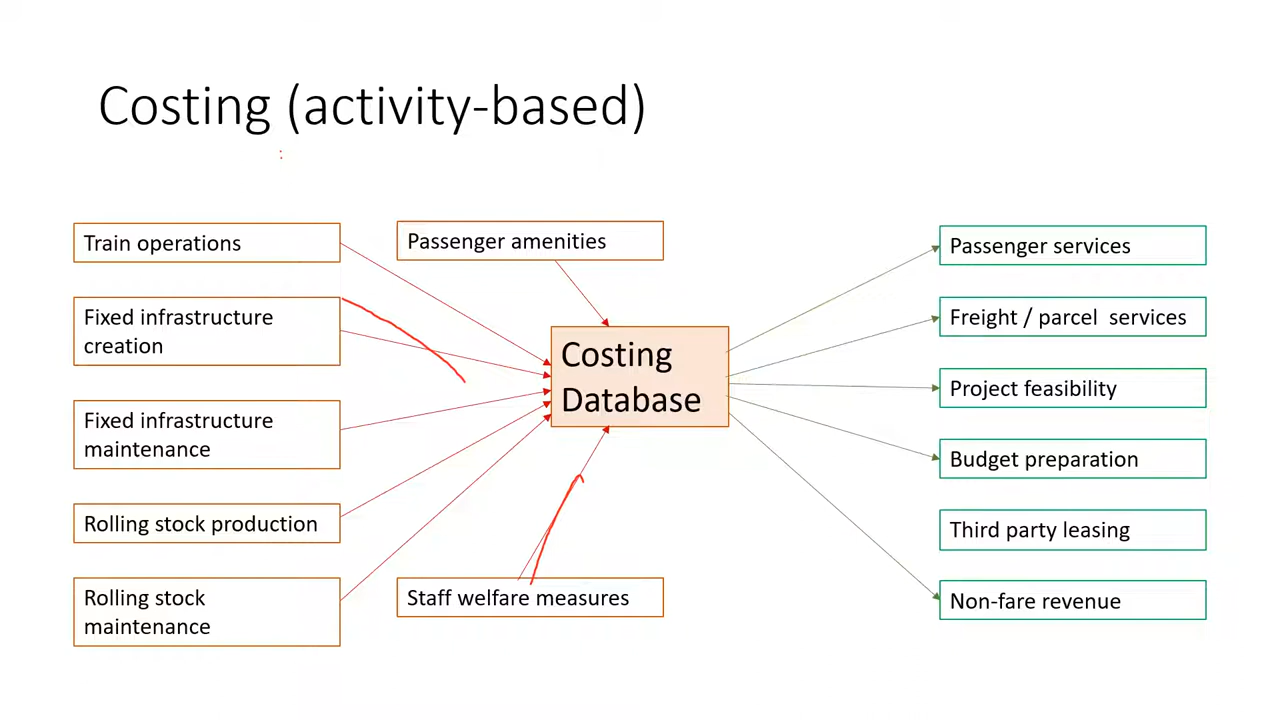 Costing (activity-based)
Train operations
Fixed infrastructure
creation
Fixed infrastructure
maintenance
Rolling stock production
Rolling stock
maintenance
Passenger amenities
Costing
Database
Staff welfare measures
Passenger services
Freight / parcel services
Project feasibility
Budget preparation
Third party leasing
Non-fare revenue